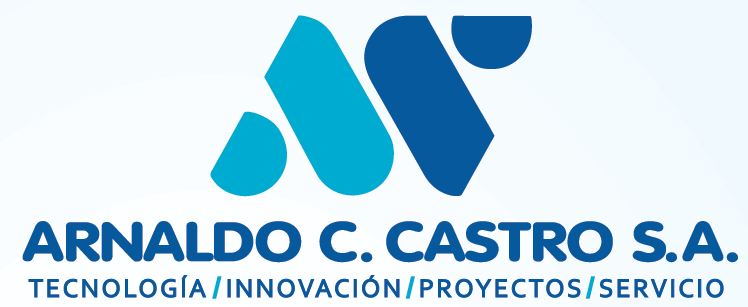 ARNALDO C. CASTRO S.A.
TECNOLOGÍA/INNOVACIÓN/PROYECTOS/SERVICIO